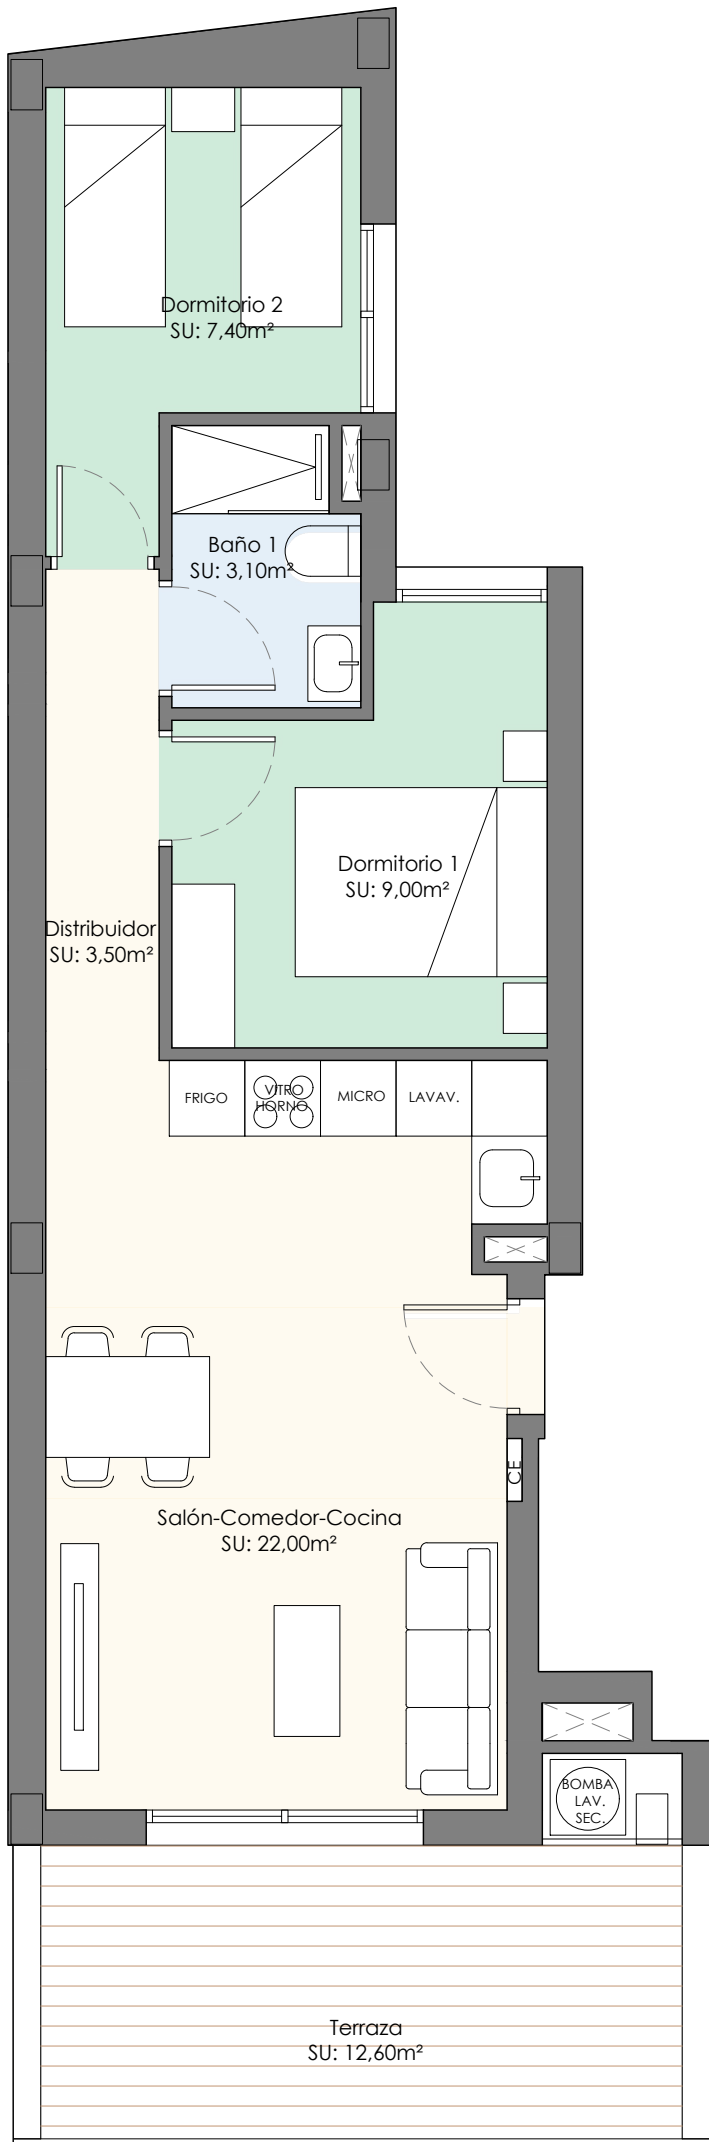 Dormitorio 2
SU: 7,40m²
Baño 1
SU: 3,10m²
Dormitorio 1
SU: 9,00m²
Distribuidor
SU: 3,50m²
FRIGO
VITRO
HORNO
MICRO
LAVAV.
CE
Salón-Comedor-Cocina
SU: 22,00m²
BOMBA
LAV.
SEC.
Terraza
SU: 12,60m²